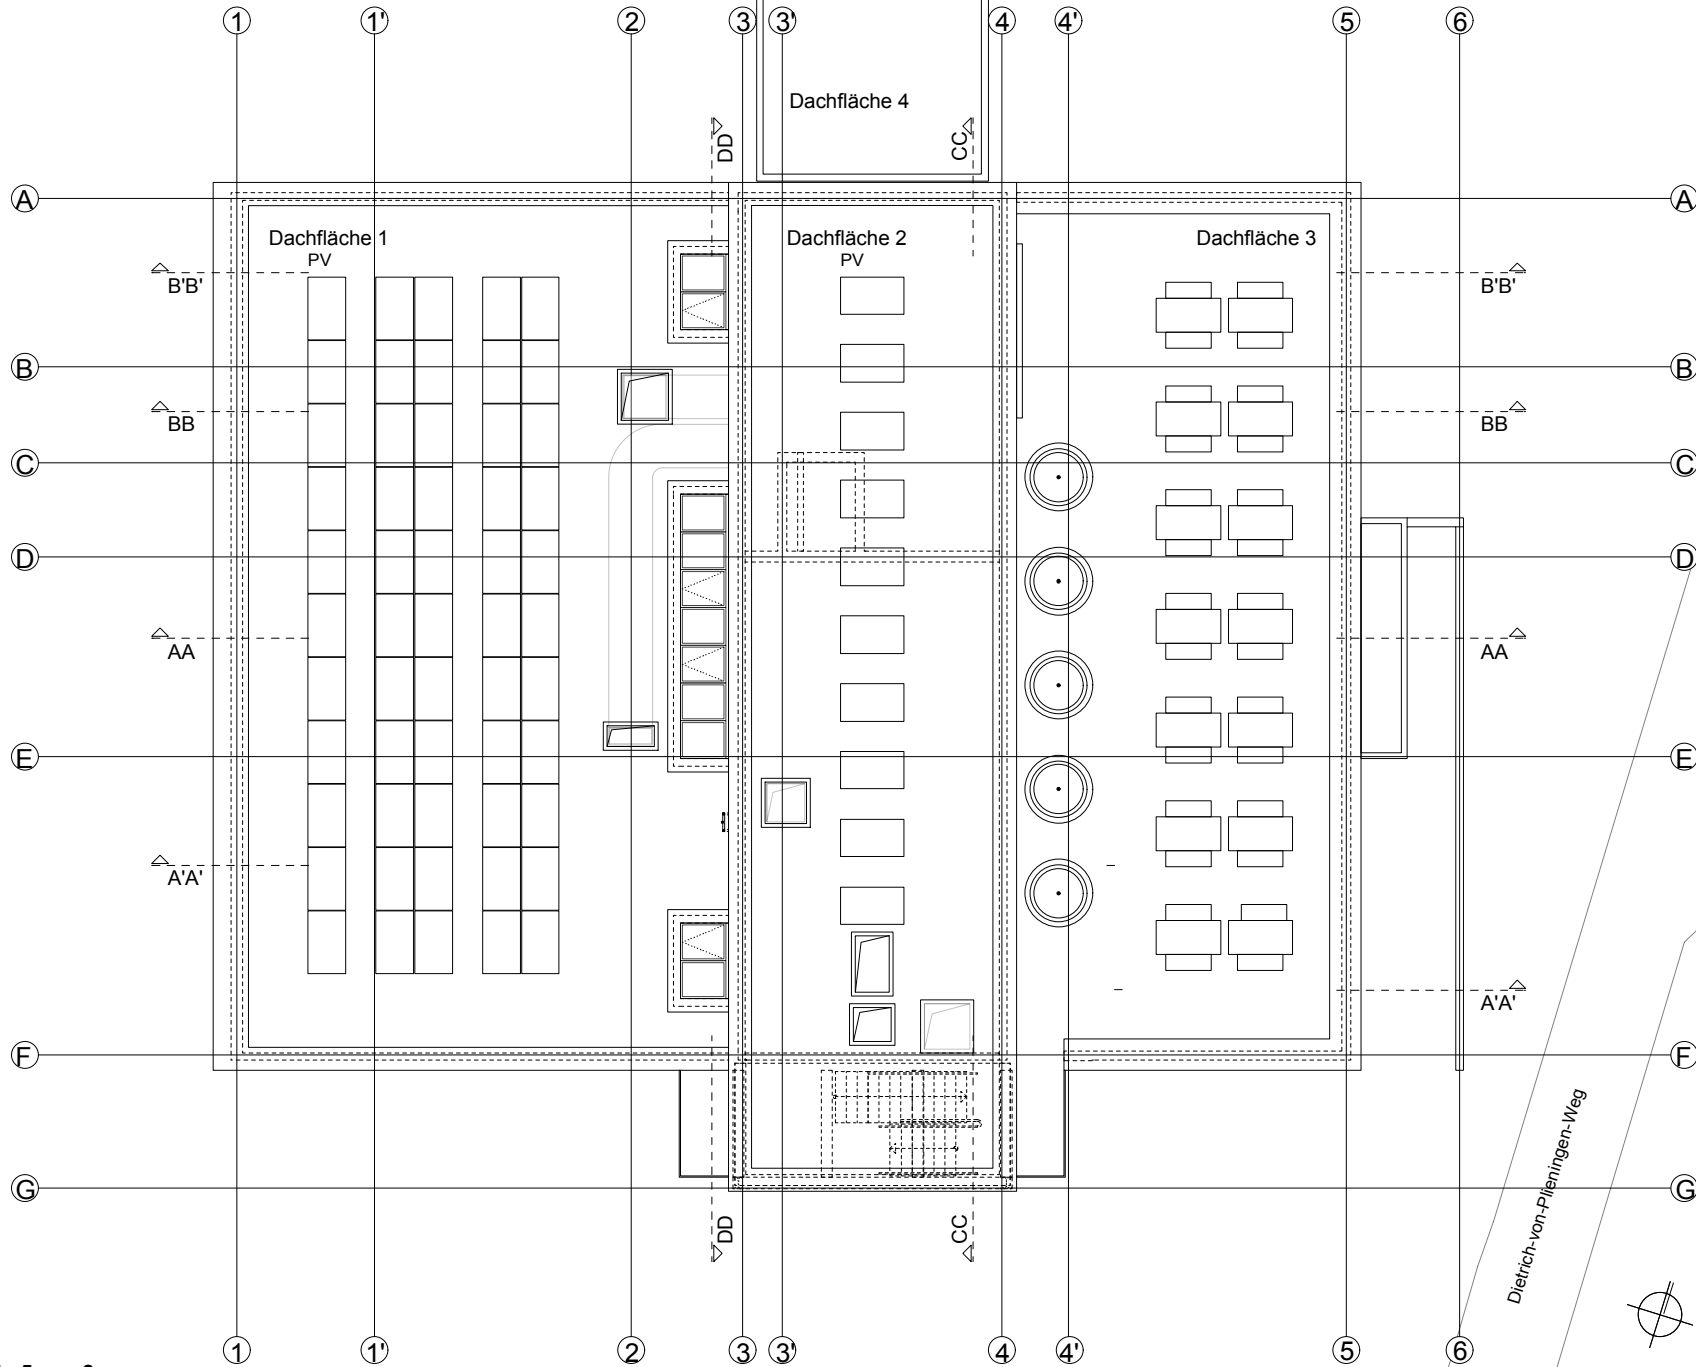 1 1' 2 3 3' 4 4' 5 6
Dachfläche 4
DD CC
A A
Dachfläche 1 Dachfläche 2 Dachfläche 3
PV PV
B'B' B'B'
B B
BB BB
C C
D D
AA AA
E E
A'A'
A'A'
F F
Dietrich-von-Plieningen-Weg
G G
DD CC
1 1' 2 3 3' 4 4' 5 6